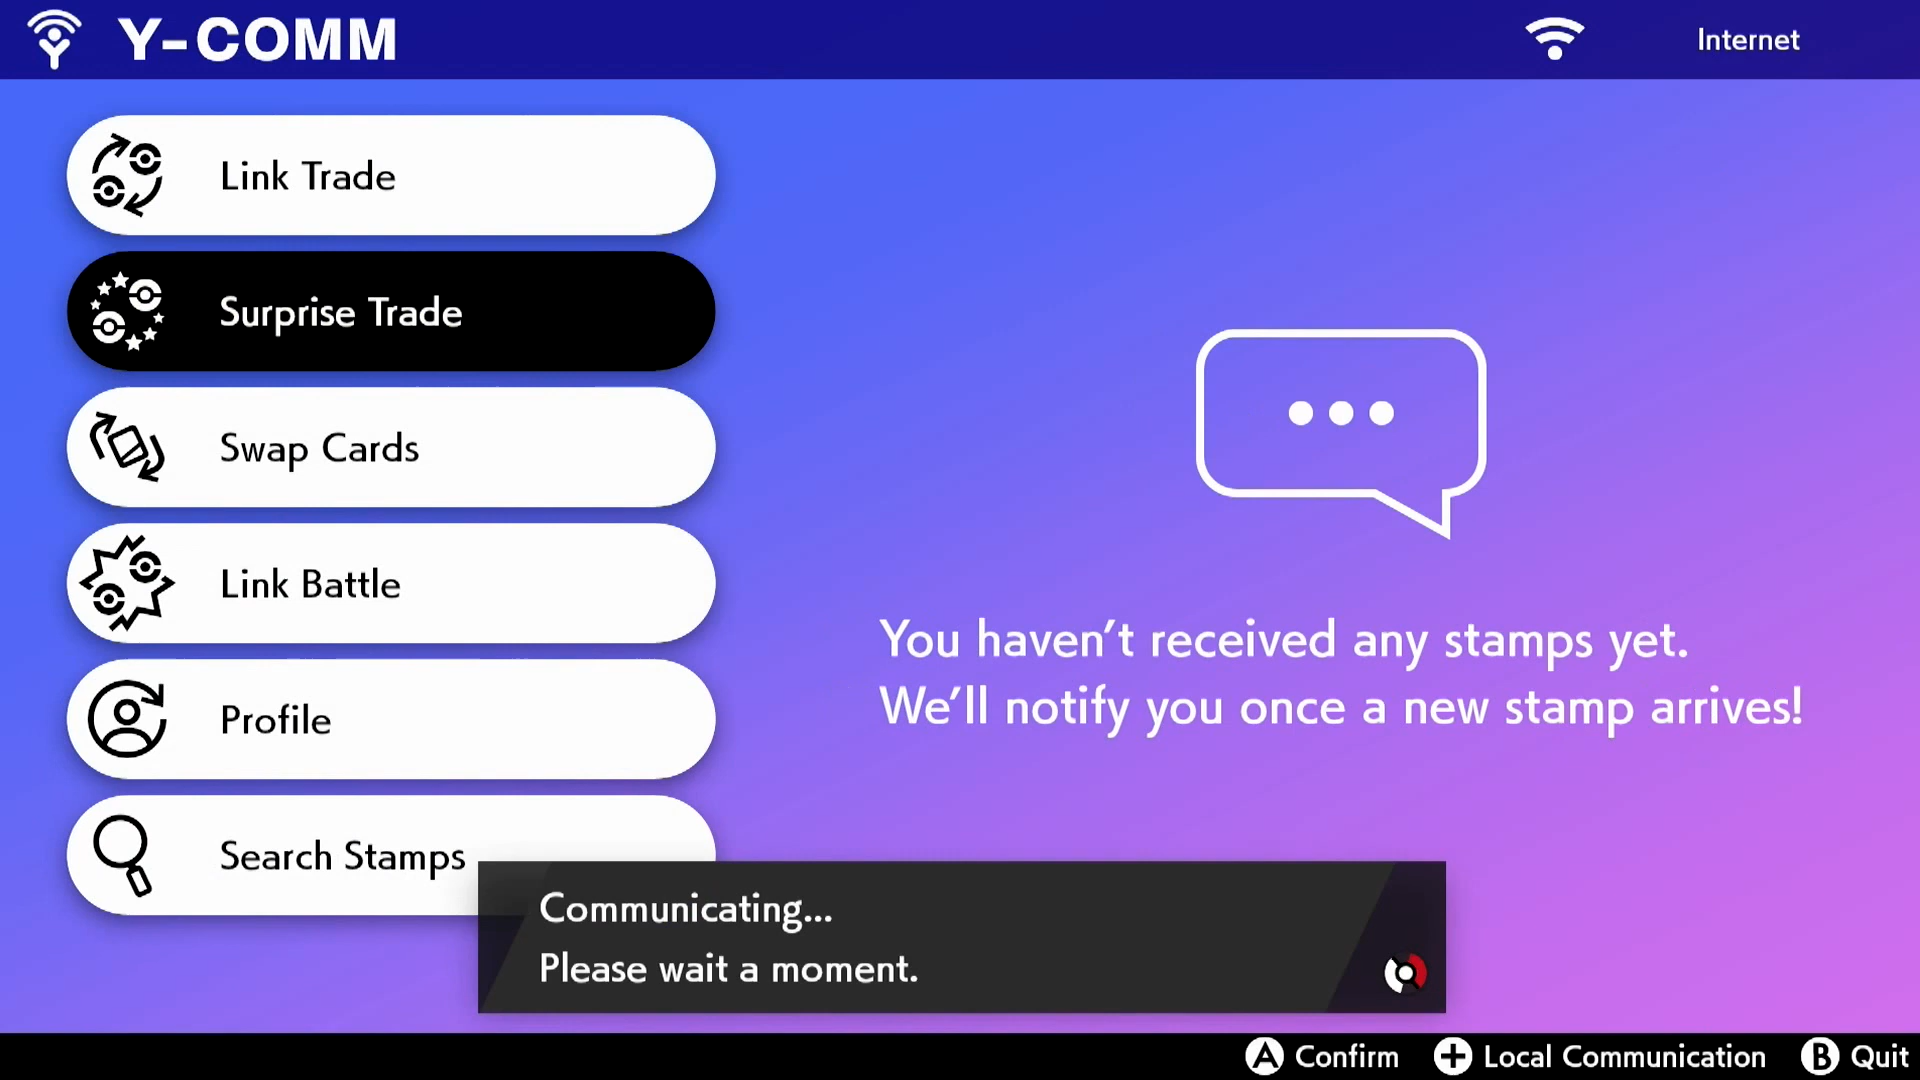 Y-COMM
Internet
Link Trade
Surprise Trade
Swap Cards
Link Battle
Profile
Search Stamps
You haven't received any stamps yet.
We'll notify you once a new stamp arrives!
Communicating...
Please wait a moment.
A Confirm + Local Communication B Quit